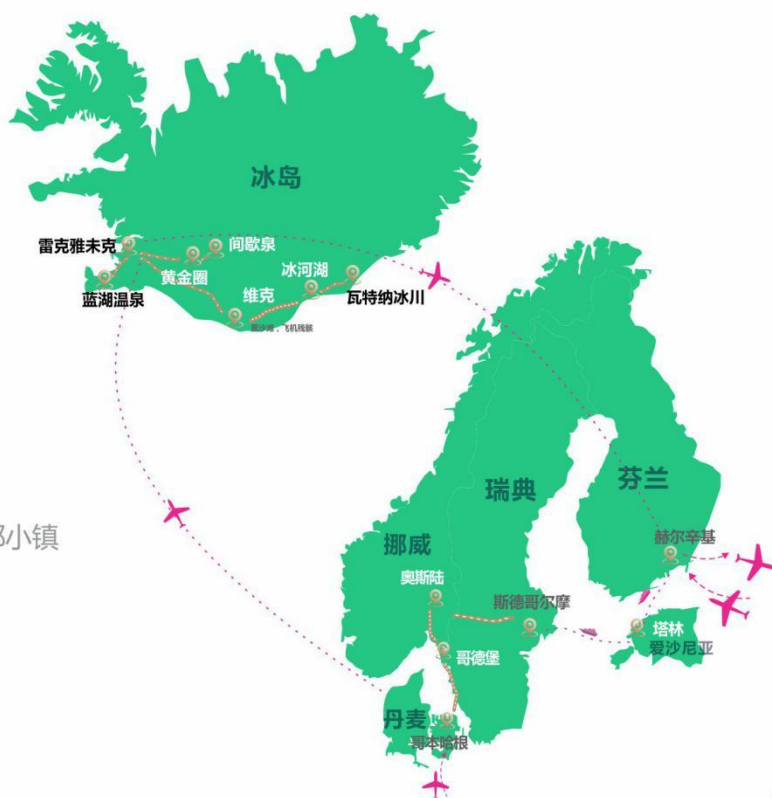 冰岛
雷克雅未克
间歇泉
黄金圈
冰河湖
蓝湖温泉
维克
瓦特纳冰川
黑沙滩、飞机残骸
芬兰
瑞典
小镇
挪威
赫尔辛基
奥斯陆
斯德哥尔摩
塔林
爱沙尼亚
哥德堡
丹麦
哥本哈根